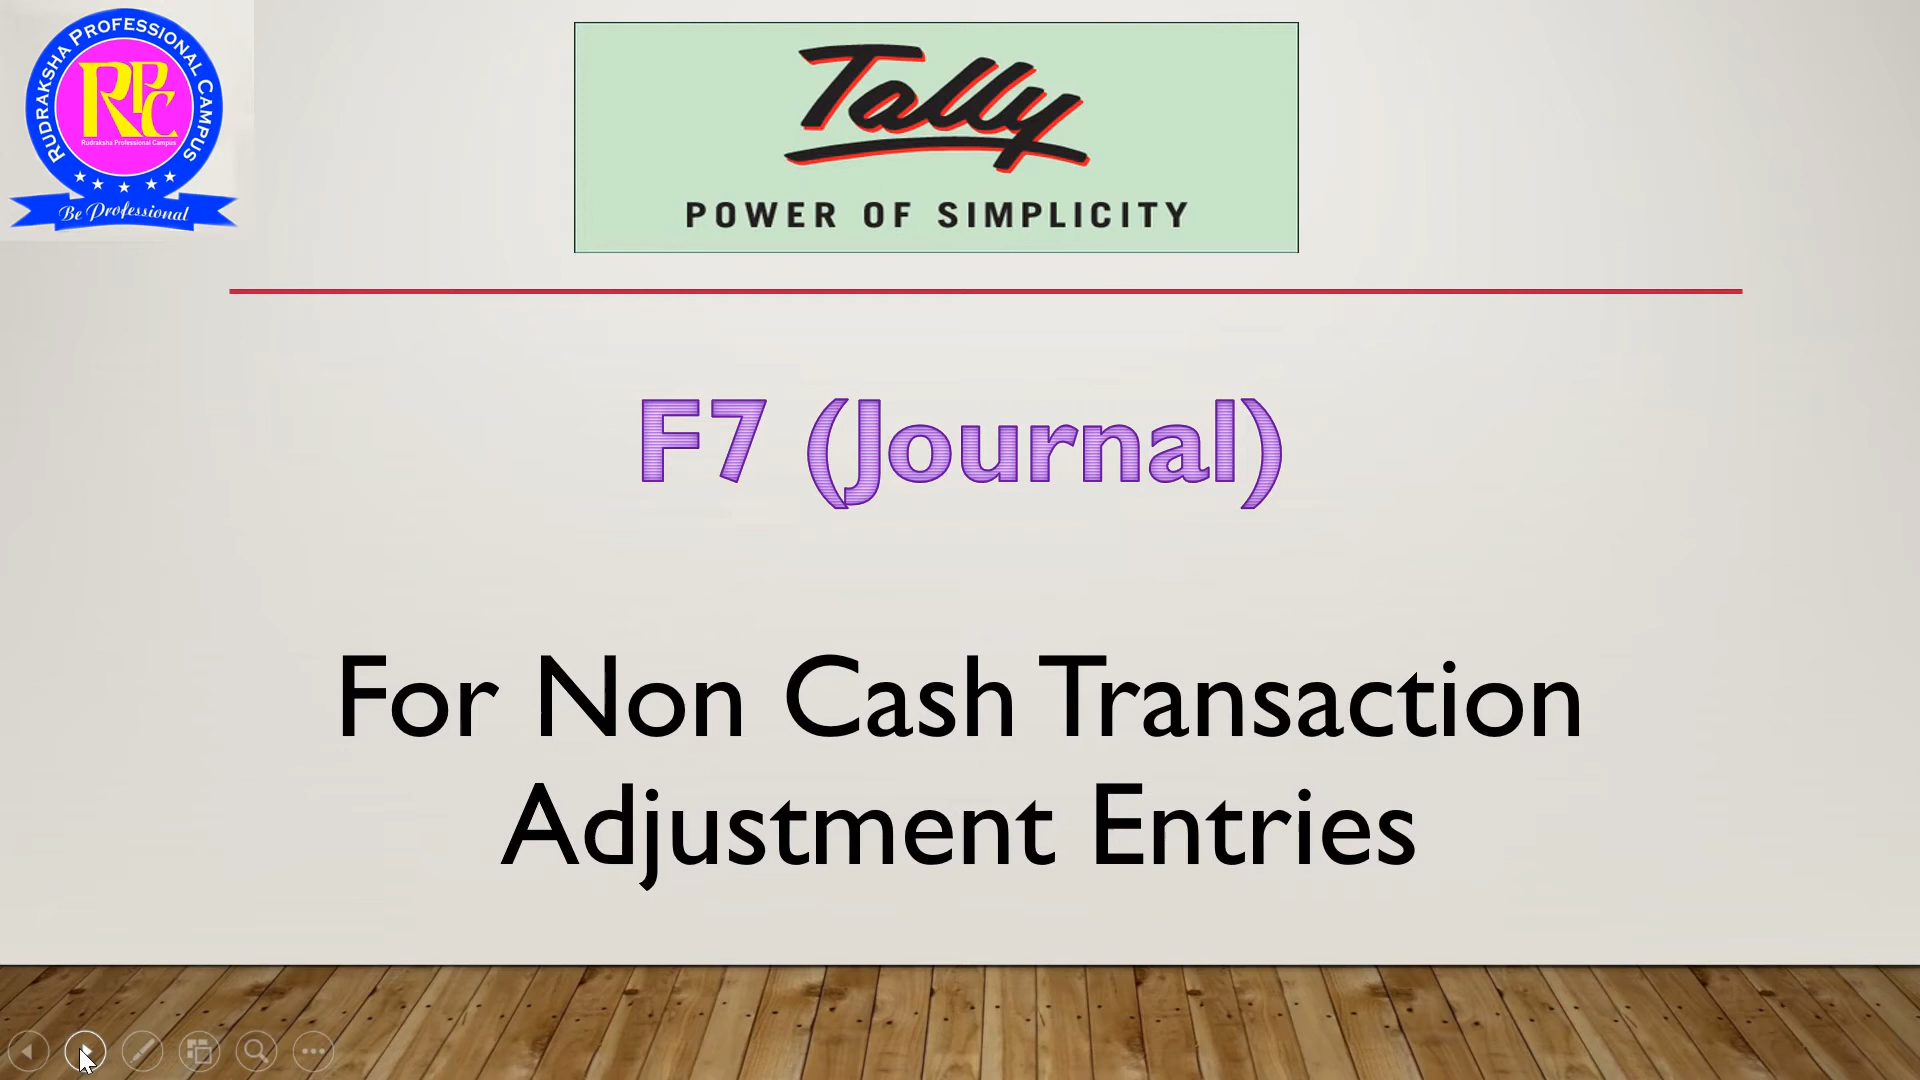 RUDRAKSHA PROFESSIONAL CAMPUS
RPC
Rudraksha Professional Campus
Be Professional
Tally
POWER OF SIMPLICITY
F7 (Journal)
For Non Cash Transaction
Adjustment Entries